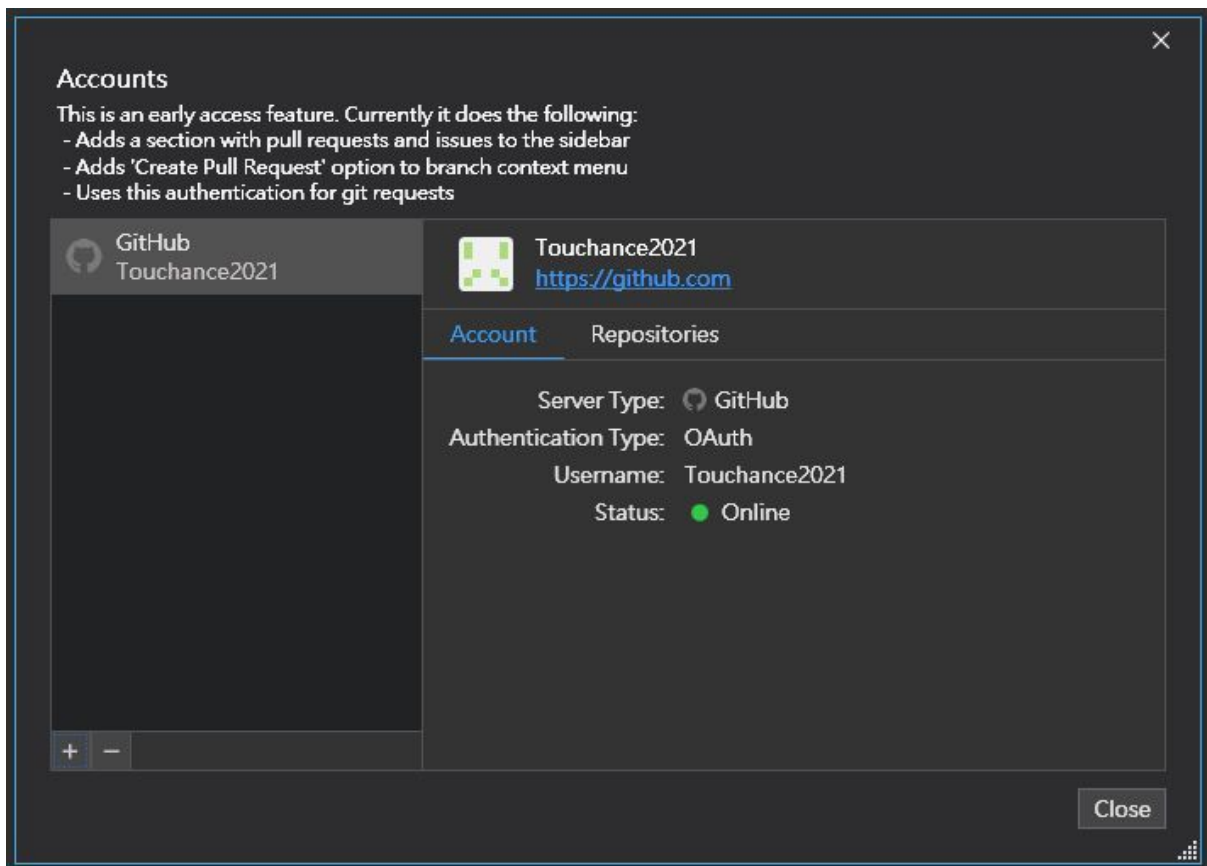 Accounts
This is an early access feature. Currently it does the following:
- Adds a section with pull requests and issues to the sidebar
- Adds 'Create Pull Request' option to branch context menu
- Uses this authentication for git requests
GitHub
Touchance2021
Touchance2021
https://github.com
Account Repositories
Server Type: GitHub
Authentication Type: OAuth
Username: Touchance2021
Status: Online
Close